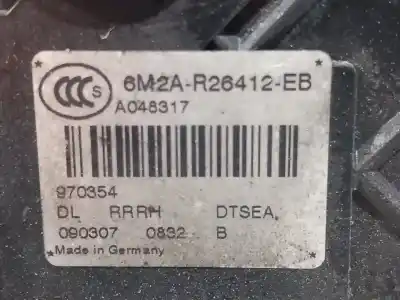 CCC S
6M2A-R26412-EB
A048317
970354
DL RRRH DTSEA
090307 0832 B
Made in Germany